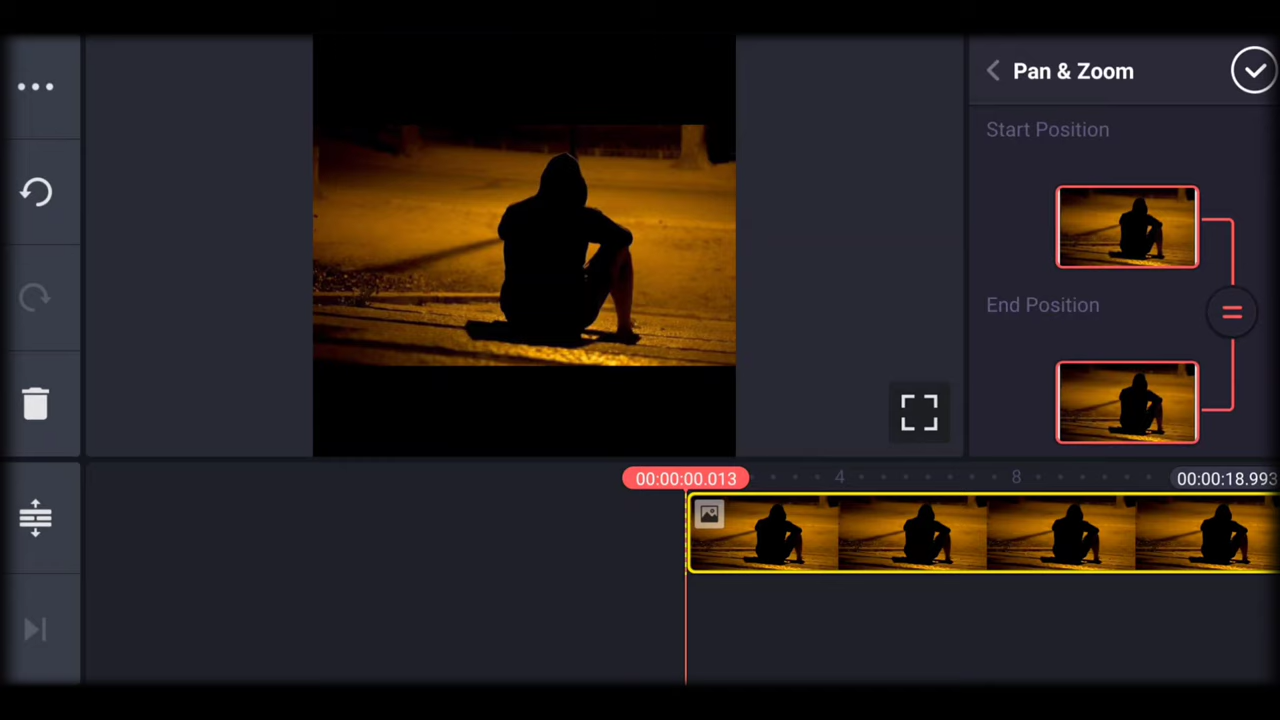 Pan & Zoom
Start Position
End Position
00:00:00.013
4
8
00:00:18.993